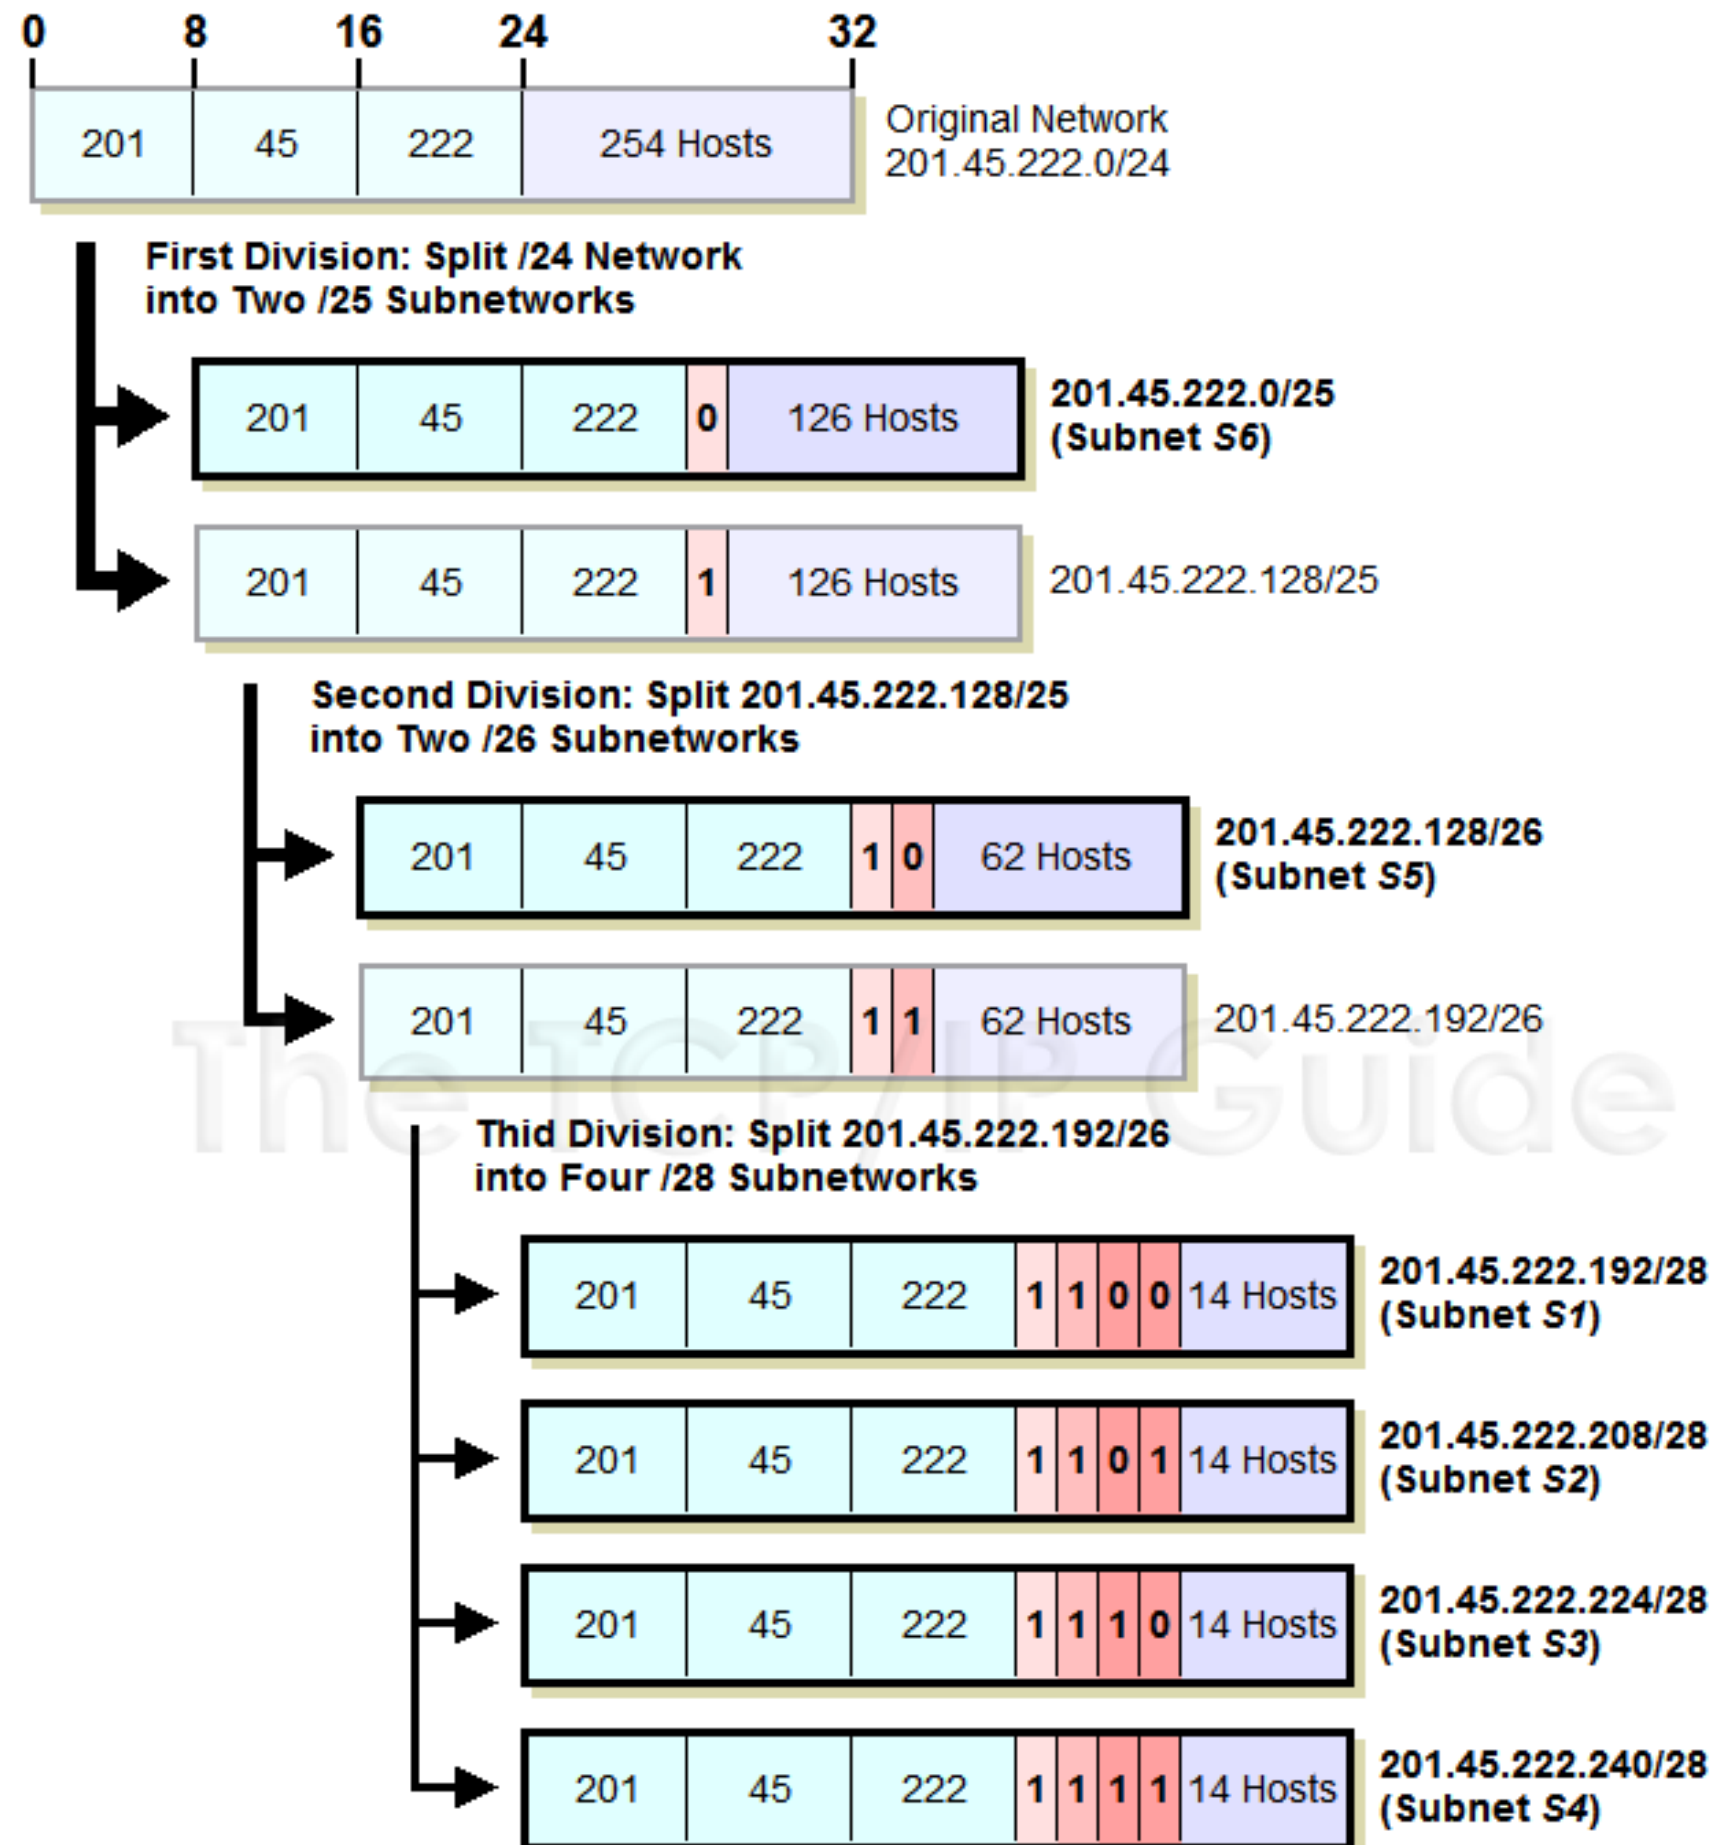 0 8 16 24 32
201 45 222 254 Hosts
Original Network
201.45.222.0/24
First Division: Split /24 Network
into Two /25 Subnetworks
201 45 222 0 126 Hosts
201.45.222.0/25
(Subnet S6)
201 45 222 1 126 Hosts
201.45.222.128/25
Second Division: Split 201.45.222.128/25
into Two /26 Subnetworks
201 45 222 1 0 62 Hosts
201.45.222.128/26
(Subnet S5)
201 45 222 1 1 62 Hosts
201.45.222.192/26
The TCP/IP Guide
Thid Division: Split 201.45.222.192/26
into Four /28 Subnetworks
201 45 222 1 1 0 0 14 Hosts
201.45.222.192/28
(Subnet S1)
201 45 222 1 1 0 1 14 Hosts
201.45.222.208/28
(Subnet S2)
201 45 222 1 1 1 0 14 Hosts
201.45.222.224/28
(Subnet S3)
201 45 222 1 1 1 1 14 Hosts
201.45.222.240/28
(Subnet S4)